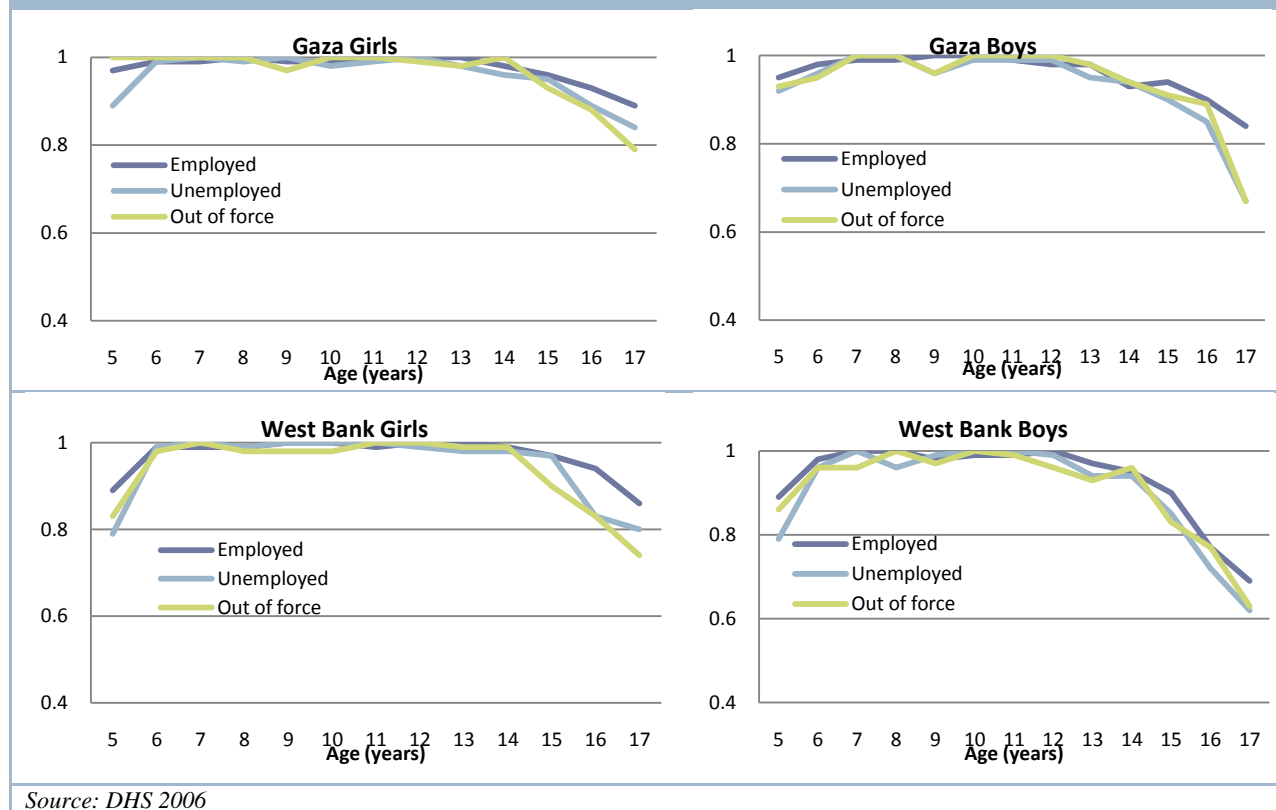 Gaza Girls
1
0.8
0.6
0.4
Employed
Unemployed
Out of force
5 6 7 8 9 10 11 12 13 14 15 16 17
Age (years)
Gaza Boys
1
0.8
0.6
0.4
Employed
Unemployed
Out of force
5 6 7 8 9 10 11 12 13 14 15 16 17
Age (years)
West Bank Girls
1
0.8
0.6
0.4
Employed
Unemployed
Out of force
5 6 7 8 9 10 11 12 13 14 15 16 17
Age (years)
West Bank Boys
1
0.8
0.6
0.4
Employed
Unemployed
Out of force
5 6 7 8 9 10 11 12 13 14 15 16 17
Age (years)
Source: DHS 2006